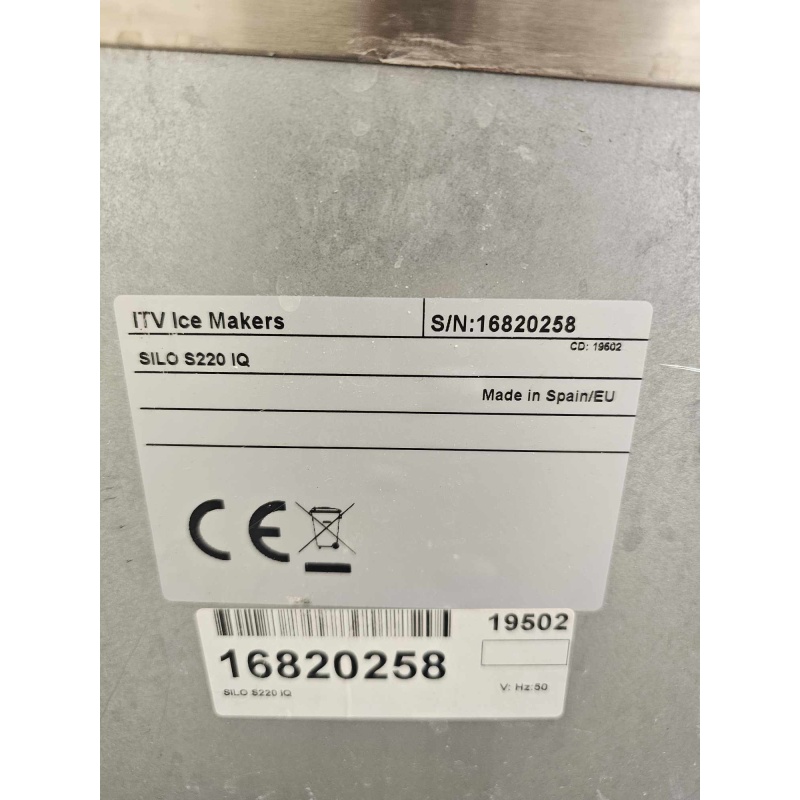 ITV Ice Makers
S/N:16820258
CD: 19502
SILO S220 IQ
Made in Spain/EU
CE
19502
16820258
SILO S220 IQ
V: Hz:50